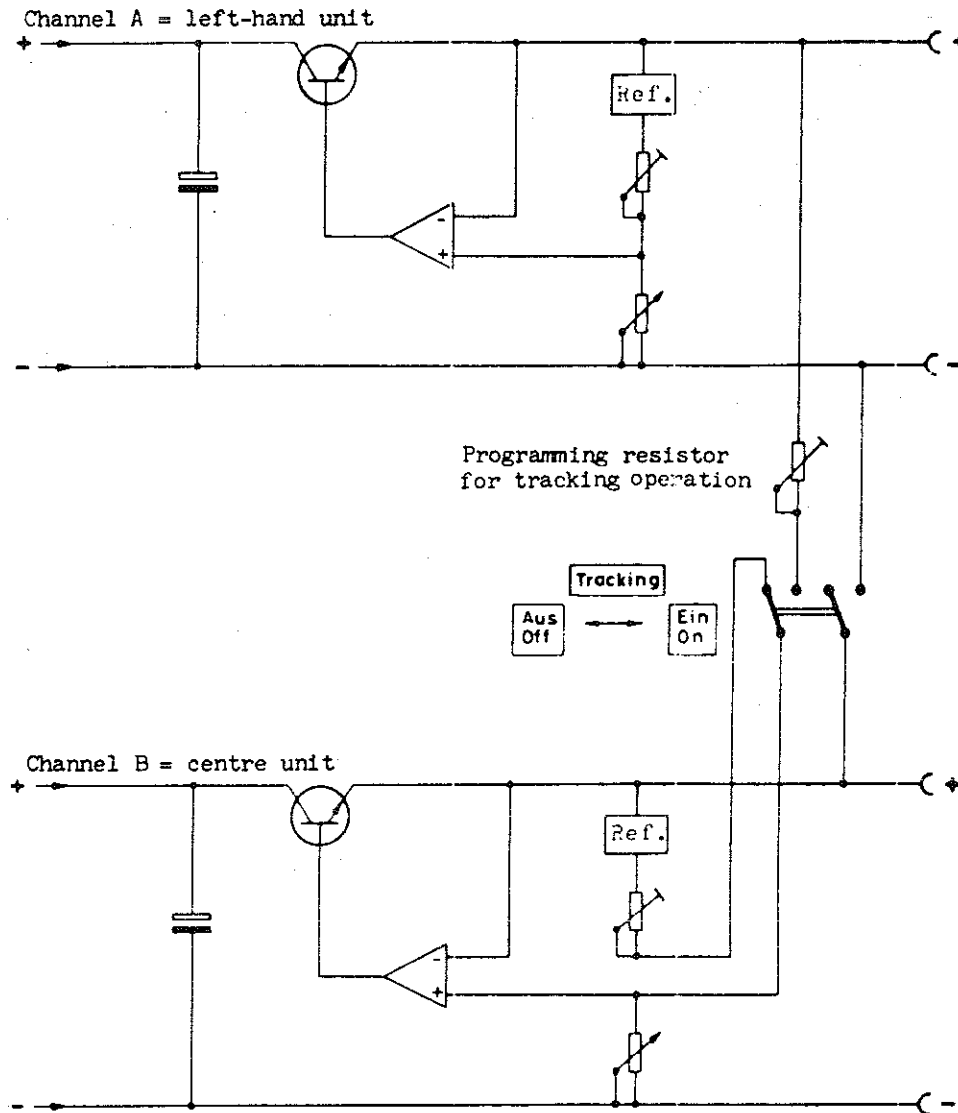 Channel A = left-hand unit
+ +
Ref.
-
+
- -
Programming resistor
for tracking operation
Tracking
Aus
Off
Ein
On
Channel B = centre unit
+ +
Ref.
-
+
- -